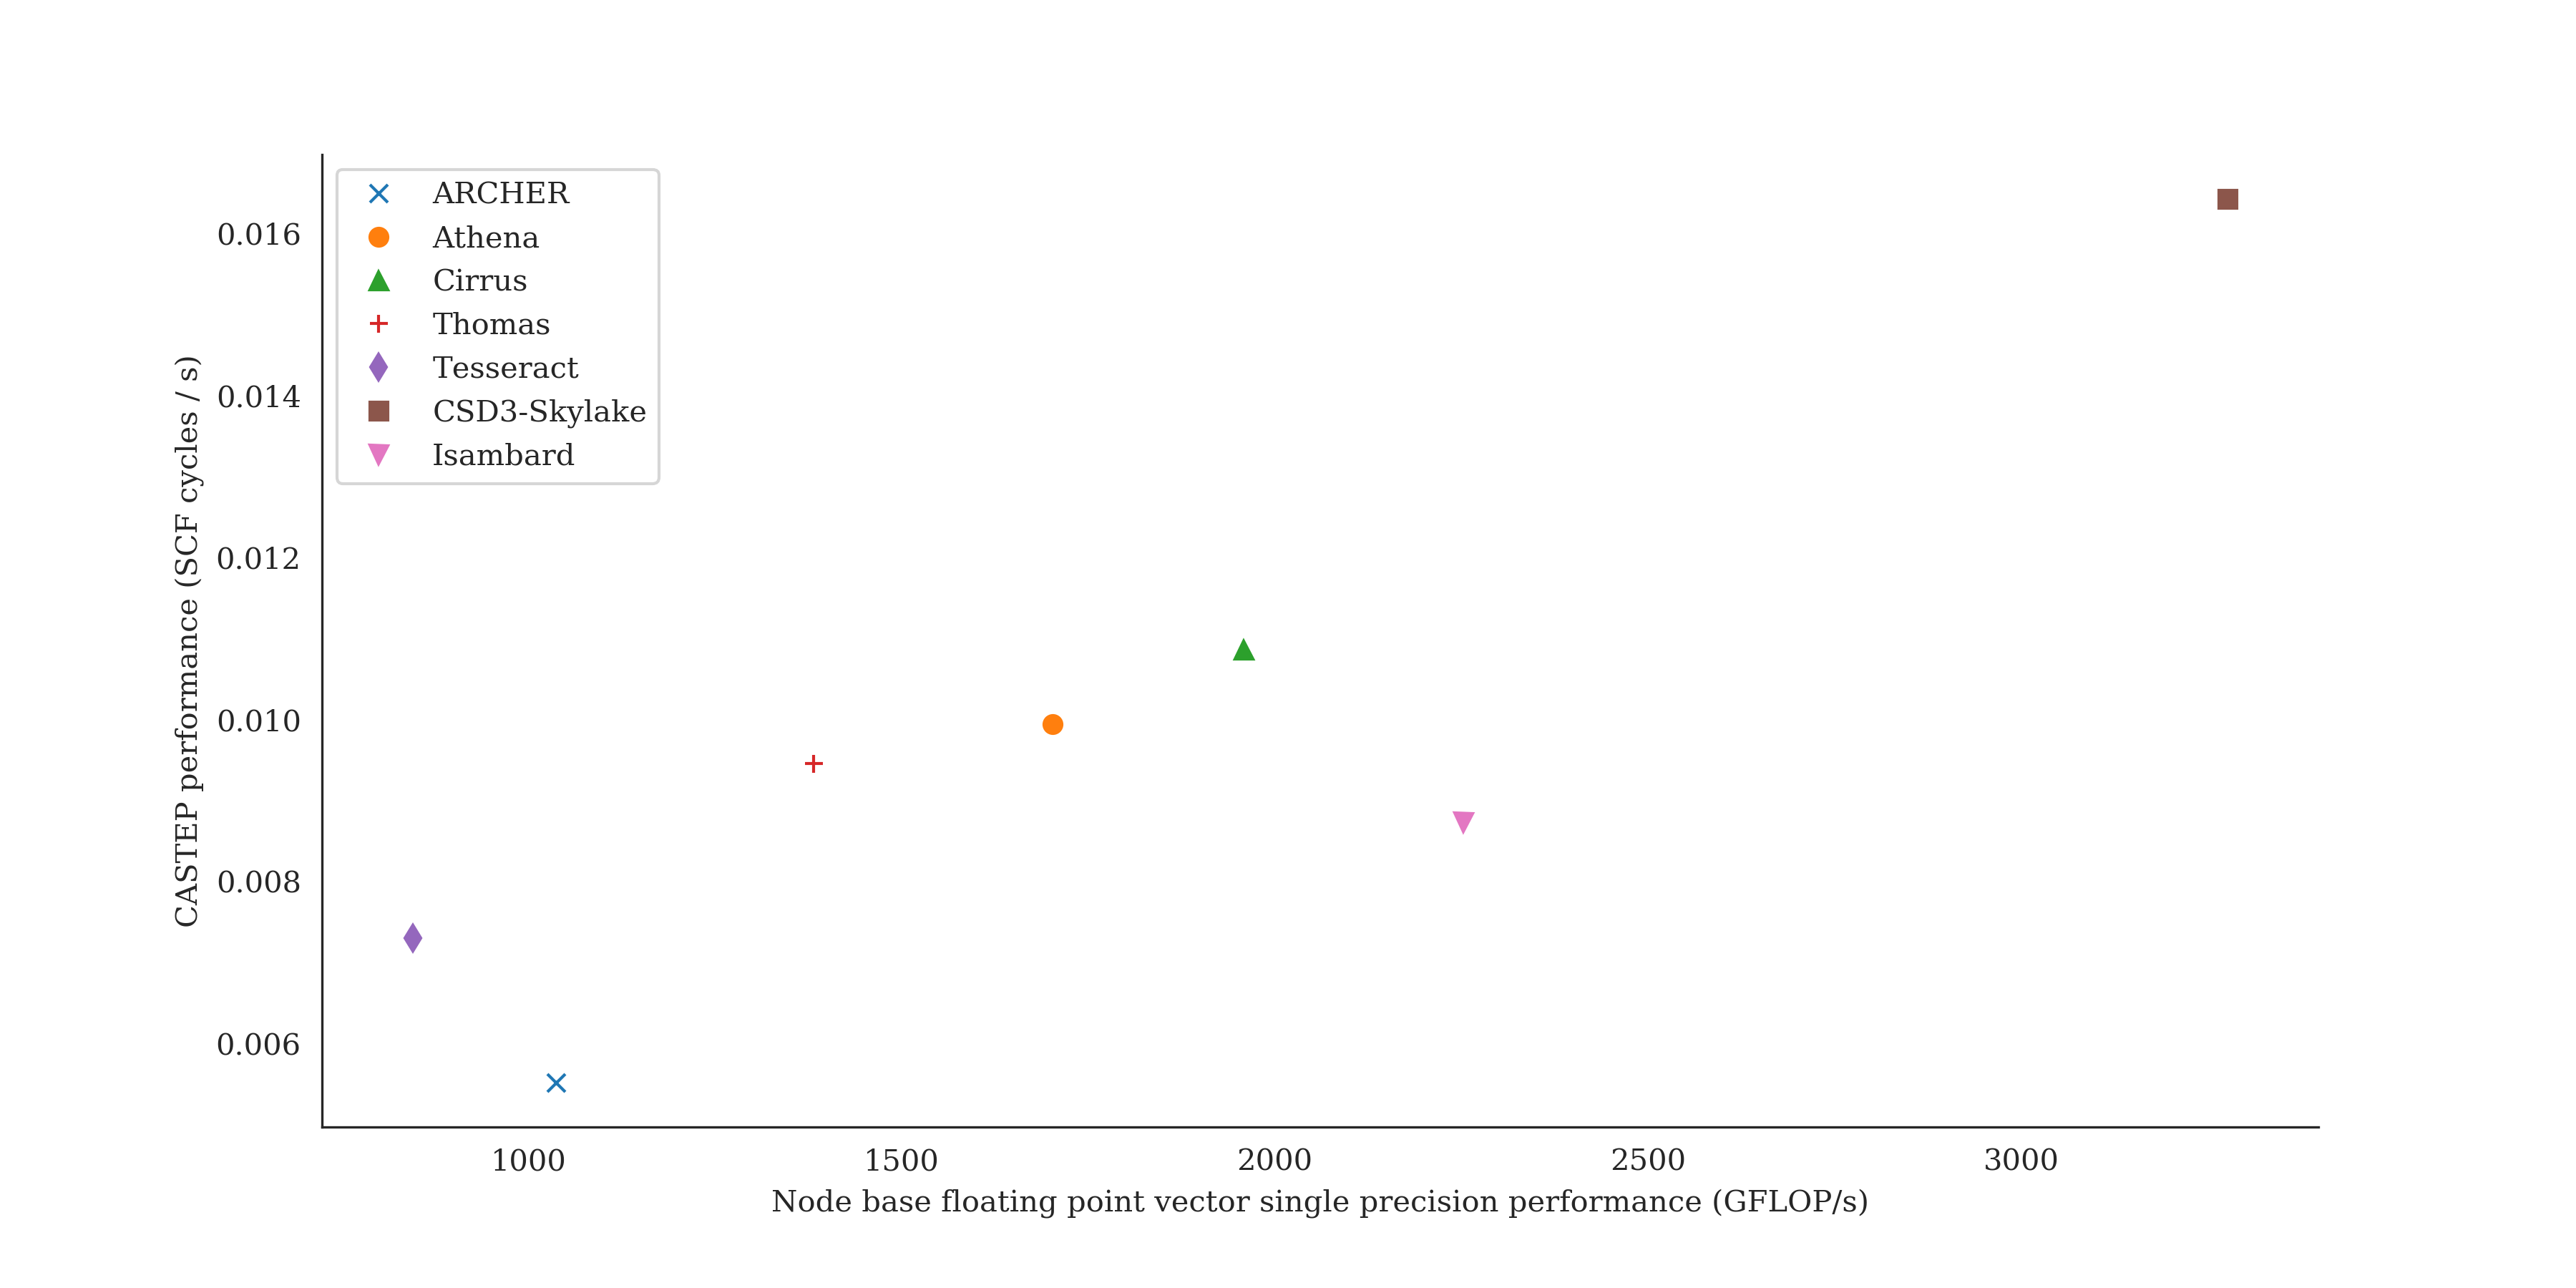 ARCHER
Athena
Cirrus
Thomas
Tesseract
CSD3-Skylake
Isambard
CASTEP performance (SCF cycles / s)
0.016
0.014
0.012
0.010
0.008
0.006
1000 1500 2000 2500 3000
Node base floating point vector single precision performance (GFLOP/s)